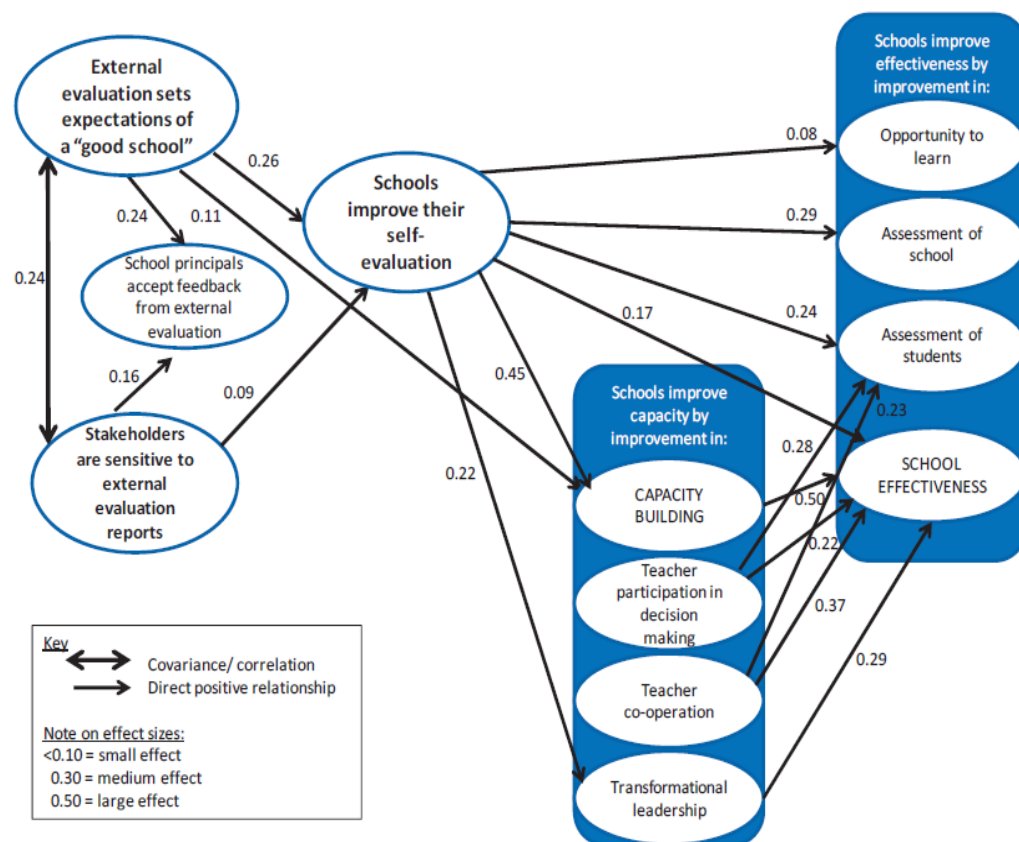 External
evaluation sets
expectations of
a “good school”
0.26
0.24
0.11
School principals
accept feedback
from external
evaluation
0.24
0.16
0.09
Stakeholders
are sensitive to
external
evaluation
reports
Schools
improve their
self-
evaluation
0.08
0.29
0.24
0.17
0.45
0.22
Schools improve
capacity by
improvement in:
CAPACITY
BUILDING
Teacher
participation in
decision
making
Teacher
co-operation
Transformational
leadership
0.28
0.23
0.50
0.22
0.37
0.29
Schools improve
effectiveness by
improvement in:
Opportunity to
learn
Assessment of
school
Assessment of
students
SCHOOL
EFFECTIVENESS
Key
Covariance/ correlation
Direct positive relationship
Note on effect sizes:
<0.10 = small effect
0.30 = medium effect
0.50 = large effect